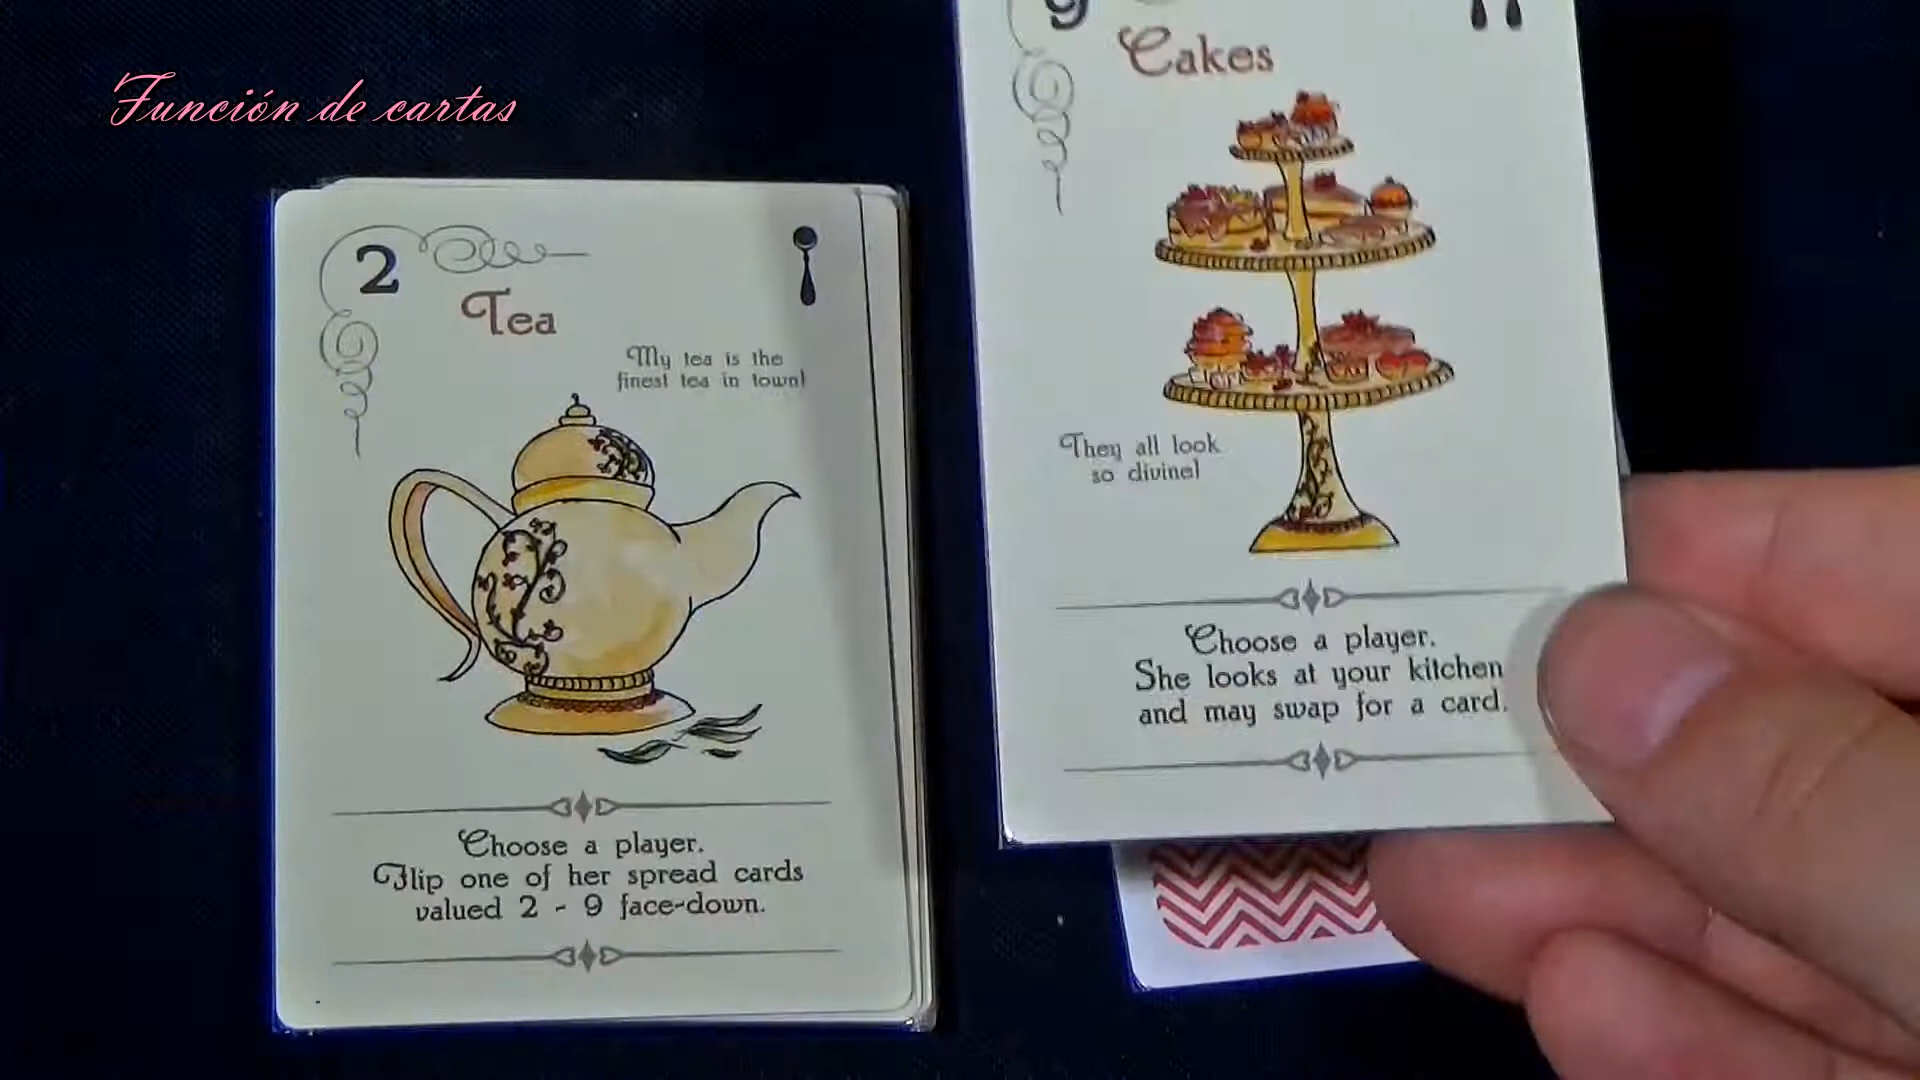 Función de cartas
2
Tea
My tea is the
finest tea in town!
Choose a player.
Flip one of her spread cards
valued 2 - 9 face-down.
9
Cakes
They all look
so divine!
Choose a player.
She looks at your kitchen
and may swap for a card.